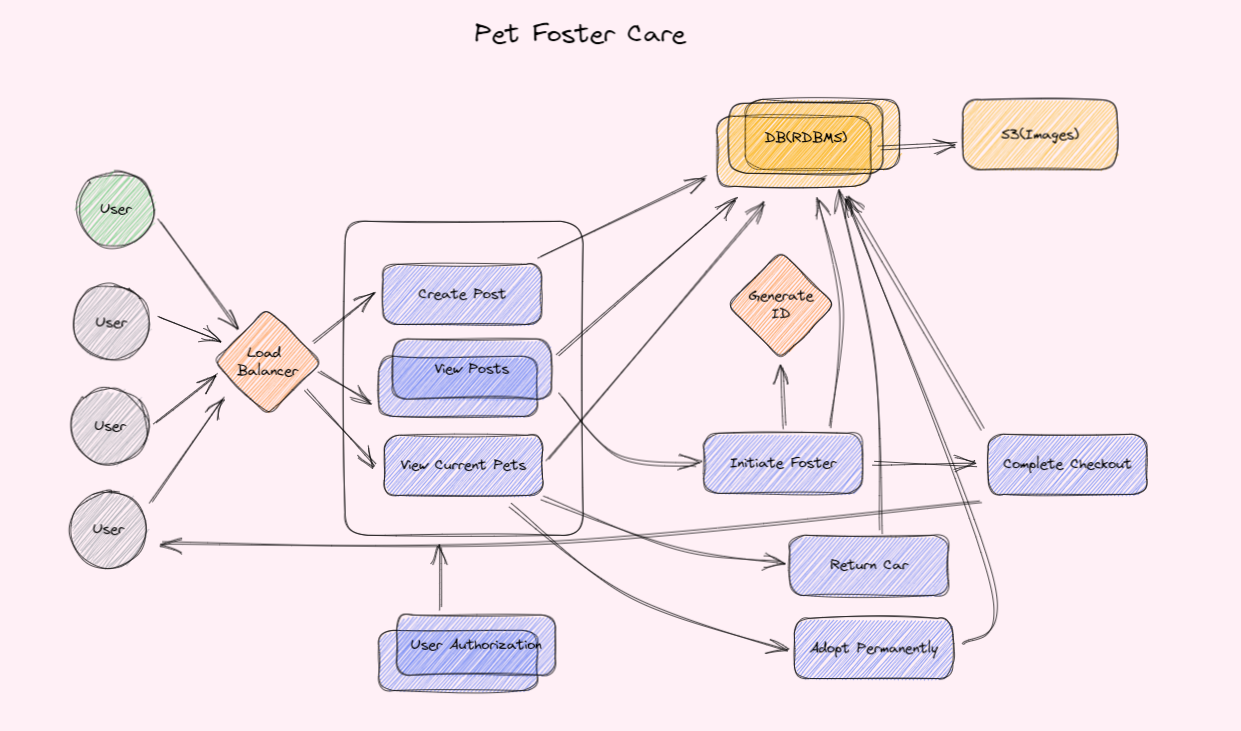 Pet Foster Care
DB(RDBMS)
S3(Images)
User
User
User
User
Load
Balancer
Create Post
View Posts
View Current Pets
Generate
ID
Initiate Foster
Complete Checkout
Return Car
Adopt Permanently
User Authorization